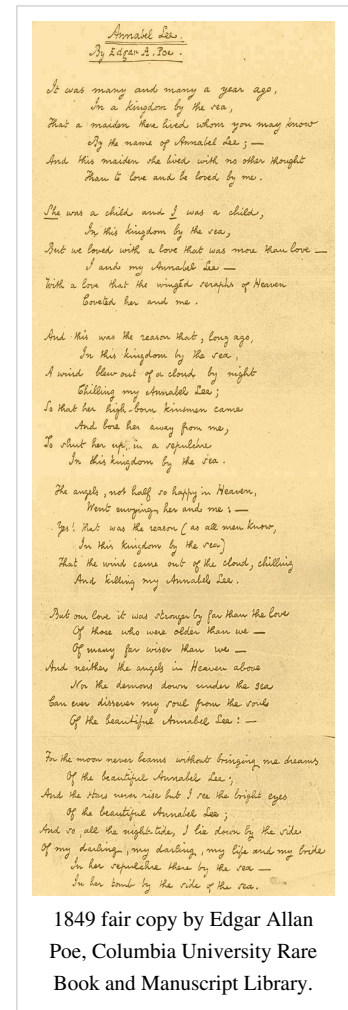 Annabel Lee.
By Edgar A. Poe.
It was many and many a year ago,
In a kingdom by the sea,
That a maiden there lived whom you may know
By the name of Annabel Lee; —
And this maiden she lived with no other thought
Than to love and be loved by me.
She was a child and I was a child,
In this kingdom by the sea,
But we loved with a love that was more than love —
I and my Annabel Lee —
With a love that the wingéd seraphs of Heaven
Coveted her and me.
And this was the reason that, long ago,
In this kingdom by the sea,
A wind blew out of a cloud by night
Chilling my Annabel Lee;
So that her high-born kinsmen came
And bore her away from me,
To shut her up, in a sepulchre
In this kingdom by the sea.
The angels, not half so happy in Heaven,
Went envying her and me: —
Yes! that was the reason (as all men know,
In this kingdom by the sea)
That the wind came out of the cloud, chilling
And killing my Annabel Lee.
But our love it was stronger by far than the love
Of those who were older than we —
Of many far wiser than we —
And neither the angels in Heaven above
Nor the demons down under the sea
Can ever dissever my soul from the soul
Of the beautiful Annabel Lee: —
For the moon never beams without bringing me dreams
Of the beautiful Annabel Lee;
And the stars never rise but I see the bright eyes
Of the beautiful Annabel Lee;
And so, all the night-tide, I lie down by the side
Of my darling, my darling, my life and my bride
In her sepulchre there by the sea —
In her tomb by the side of the sea.
1849 fair copy by Edgar Allan
Poe, Columbia University Rare
Book and Manuscript Library.